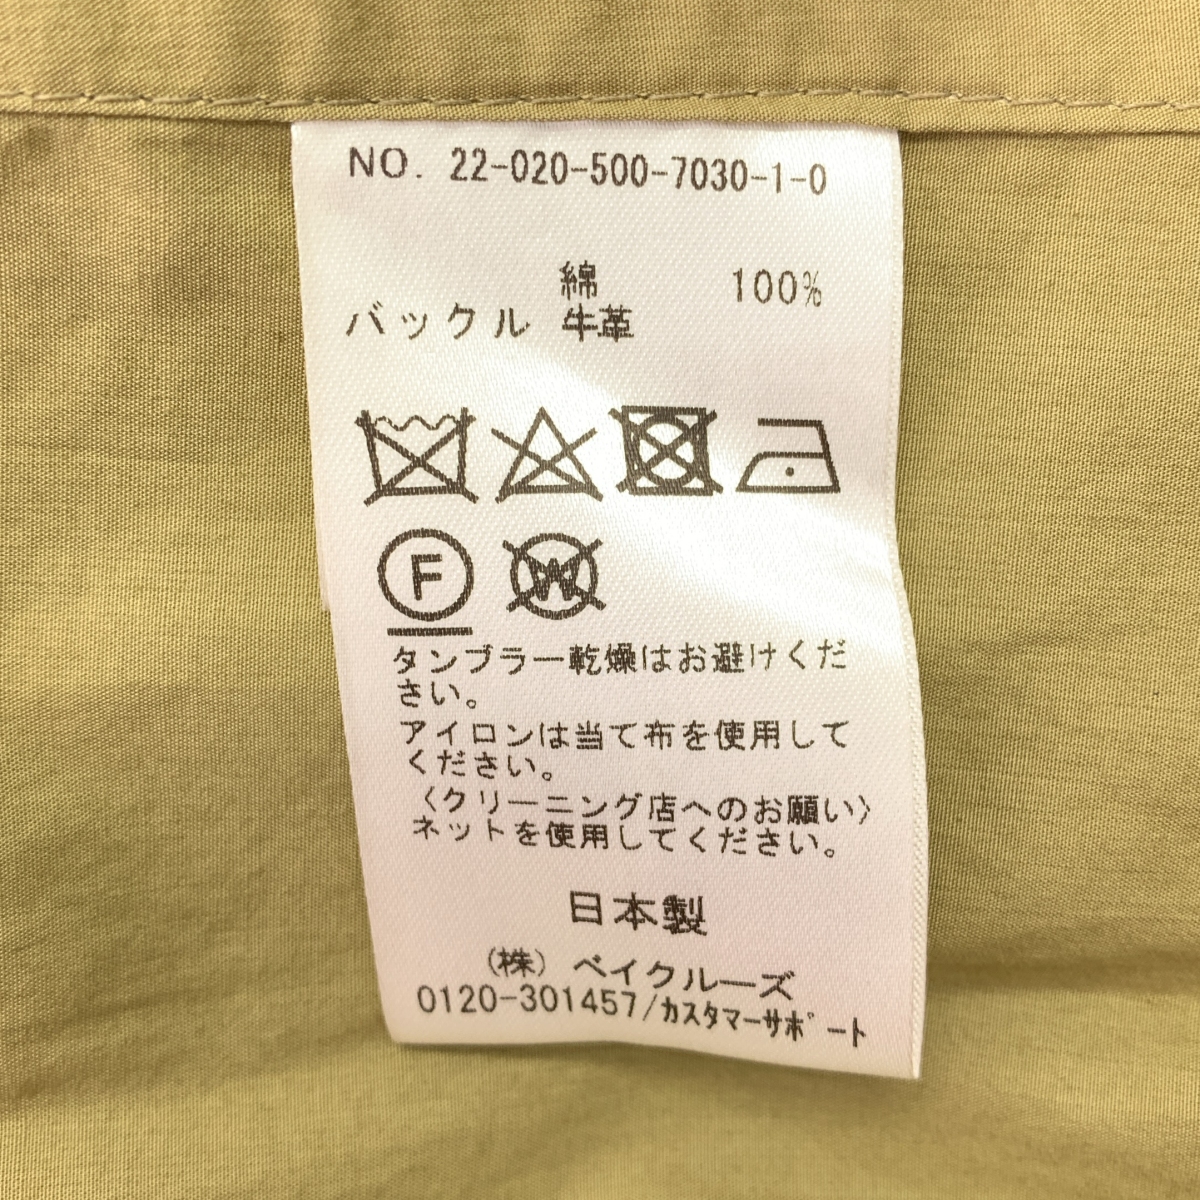 NO. 22-020-500-7030-1-0
綿 100%
バックル 牛革
F W
タンブラー乾燥はお避けくだ
さい。
アイロンは当て布を使用して
ください。
〈クリーニング店へのお願い〉
ネットを使用してください。
日本製
(株) ベイクルーズ
0120-301457/カスタマーサポート